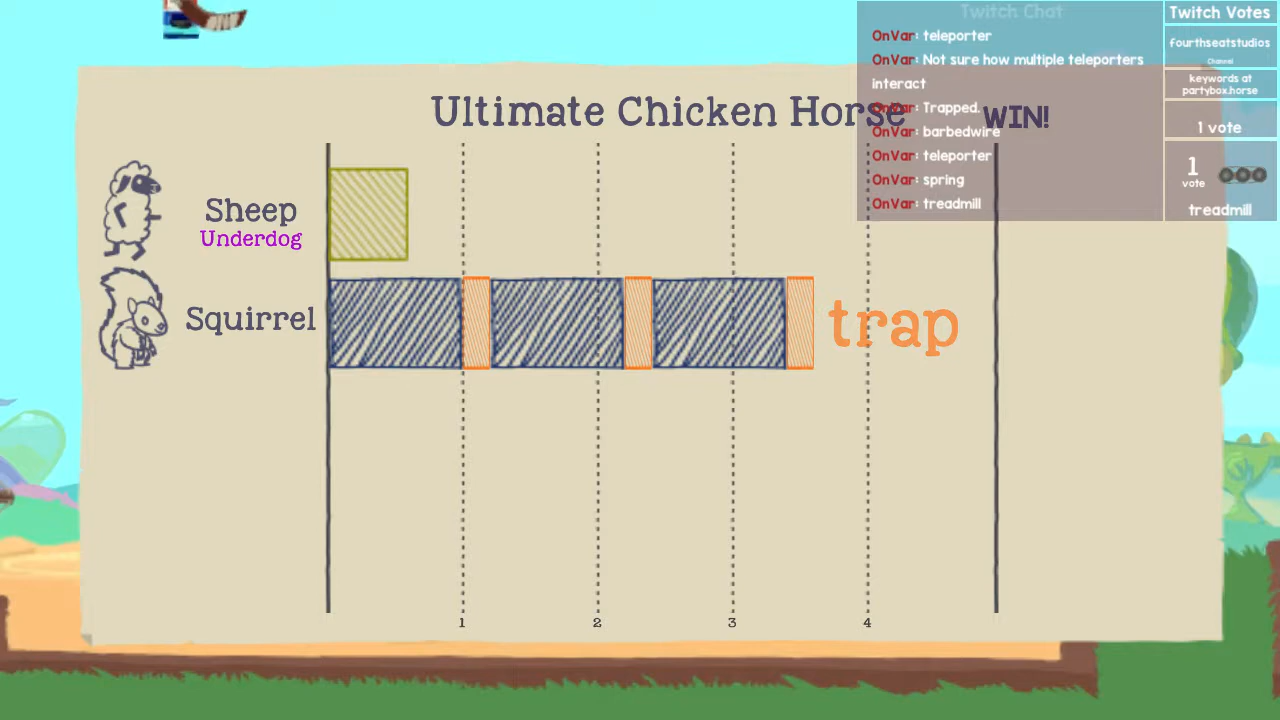 Twitch Chat
OnVar: teleporter
OnVar: Not sure how multiple teleporters
interact
OnVar: Trapped.
OnVar: barbedwire
OnVar: teleporter
OnVar: spring
OnVar: treadmill
Twitch Votes
fourthseatstudios
Channel
keywords at
partybox.horse
1 vote
1
vote
treadmill
Ultimate Chicken Horse
WIN!
Sheep
Underdog
Squirrel
trap
1 2 3 4